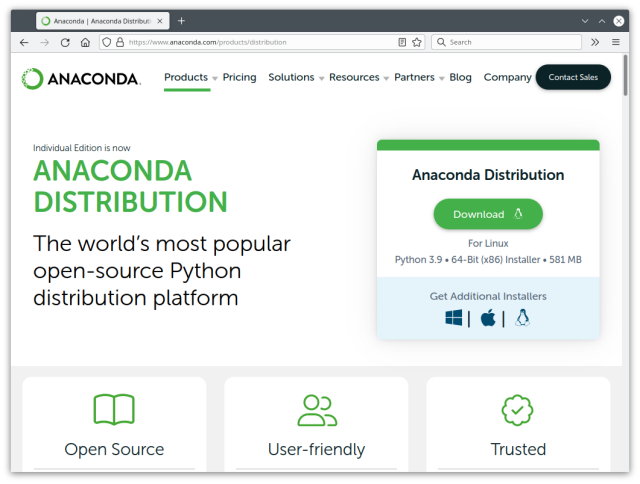 Anaconda | Anaconda Distributi
https://www.anaconda.com/products/distribution
Search
ANACONDA.
Products Pricing Solutions Resources Partners Blog Company Contact Sales
Individual Edition is now
ANACONDA
DISTRIBUTION
The world's most popular
open-source Python
distribution platform
Anaconda Distribution
Download
For Linux
Python 3.9 • 64-Bit (x86) Installer • 581 MB
Get Additional Installers
| |
Open Source User-friendly Trusted